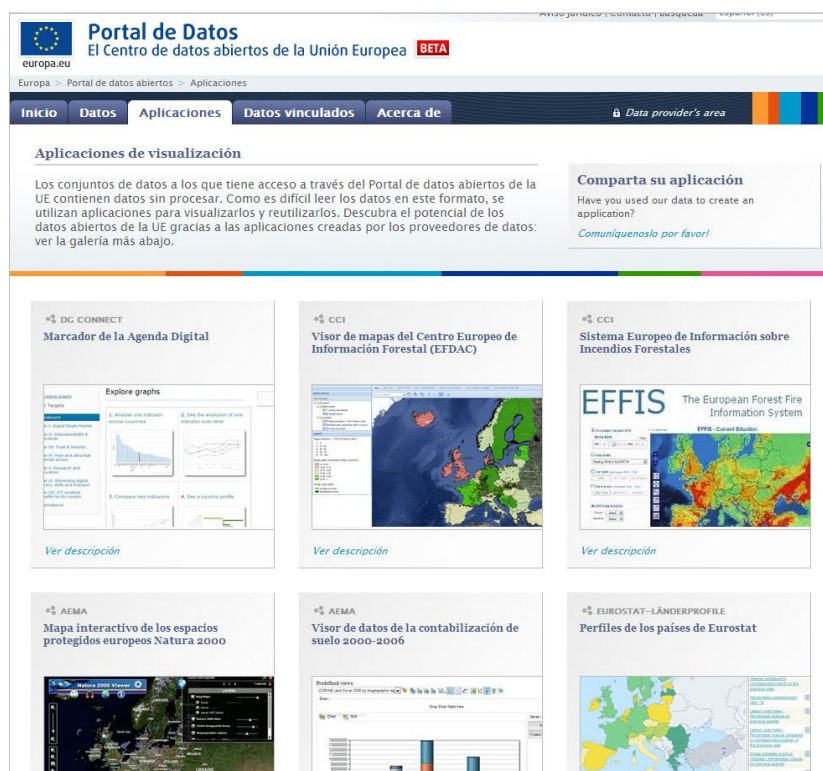 Aviso jurídico | Contacto | Búsqueda español (es)
Portal de Datos
El Centro de datos abiertos de la Unión Europea BETA
europa.eu
Europa > Portal de datos abiertos > Aplicaciones
Inicio Datos Aplicaciones Datos vinculados Acerca de Data provider's area
Aplicaciones de visualización
Los conjuntos de datos a los que tiene acceso a través del Portal de datos abiertos de la
UE contienen datos sin procesar. Como es difícil leer los datos en este formato, se
utilizan aplicaciones para visualizarlos y reutilizarlos. Descubra el potencial de los
datos abiertos de la UE gracias a las aplicaciones creadas por los proveedores de datos:
ver la galería más abajo.
Comparta su aplicación
Have you used our data to create an
application?
Comuníquenoslo por favor!
DG CONNECT
Marcador de la Agenda Digital
Explore graphs
1. Analyse one indicator
across countries
2. See the evolution of one
indicator over time
3. Compare two indicators
4. See a country profile
Ver descripción
CCI
Visor de mapas del Centro Europeo de
Información Forestal (EFDAC)
Ver descripción
CCI
Sistema Europeo de Información sobre
Incendios Forestales
EFFIS
The European Forest Fire
Information System
EFFIS - Current Situation
Ver descripción
AEMA
Mapa interactivo de los espacios
protegidos europeos Natura 2000
Natura 2000 Viewer
AEMA
Visor de datos de la contabilización de
suelo 2000-2006
Predefined views
EUROSTAT-LÄNDERPROFILE
Perfiles de los países de Eurostat